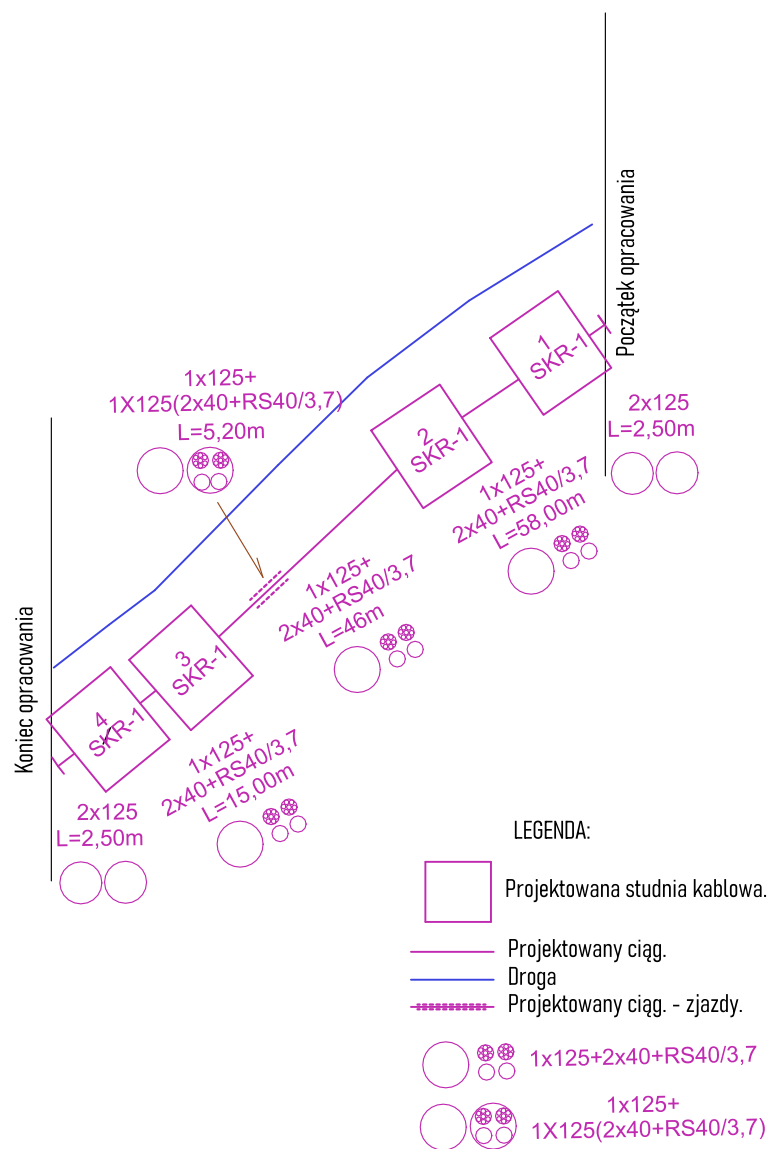 Początek opracowania
1
SKR-1
1x125+
1X125(2x40+RS40/3,7)
L=5,20m
2x125
L=2,50m
2
SKR-1
1x125+
2x40+RS40/3,7
L=58,00m
1x125+
2x40+RS40/3,7
L=46m
Koniec opracowania
3
SKR-1
4
SKR-1
1x125+
2x40+RS40/3,7
L=15,00m
2x125
L=2,50m
LEGENDA:
Projektowana studnia kablowa.
Projektowany ciąg.
Droga
Projektowany ciąg. - zjazdy.
1x125+2x40+RS40/3,7
1x125+
1X125(2x40+RS40/3,7)